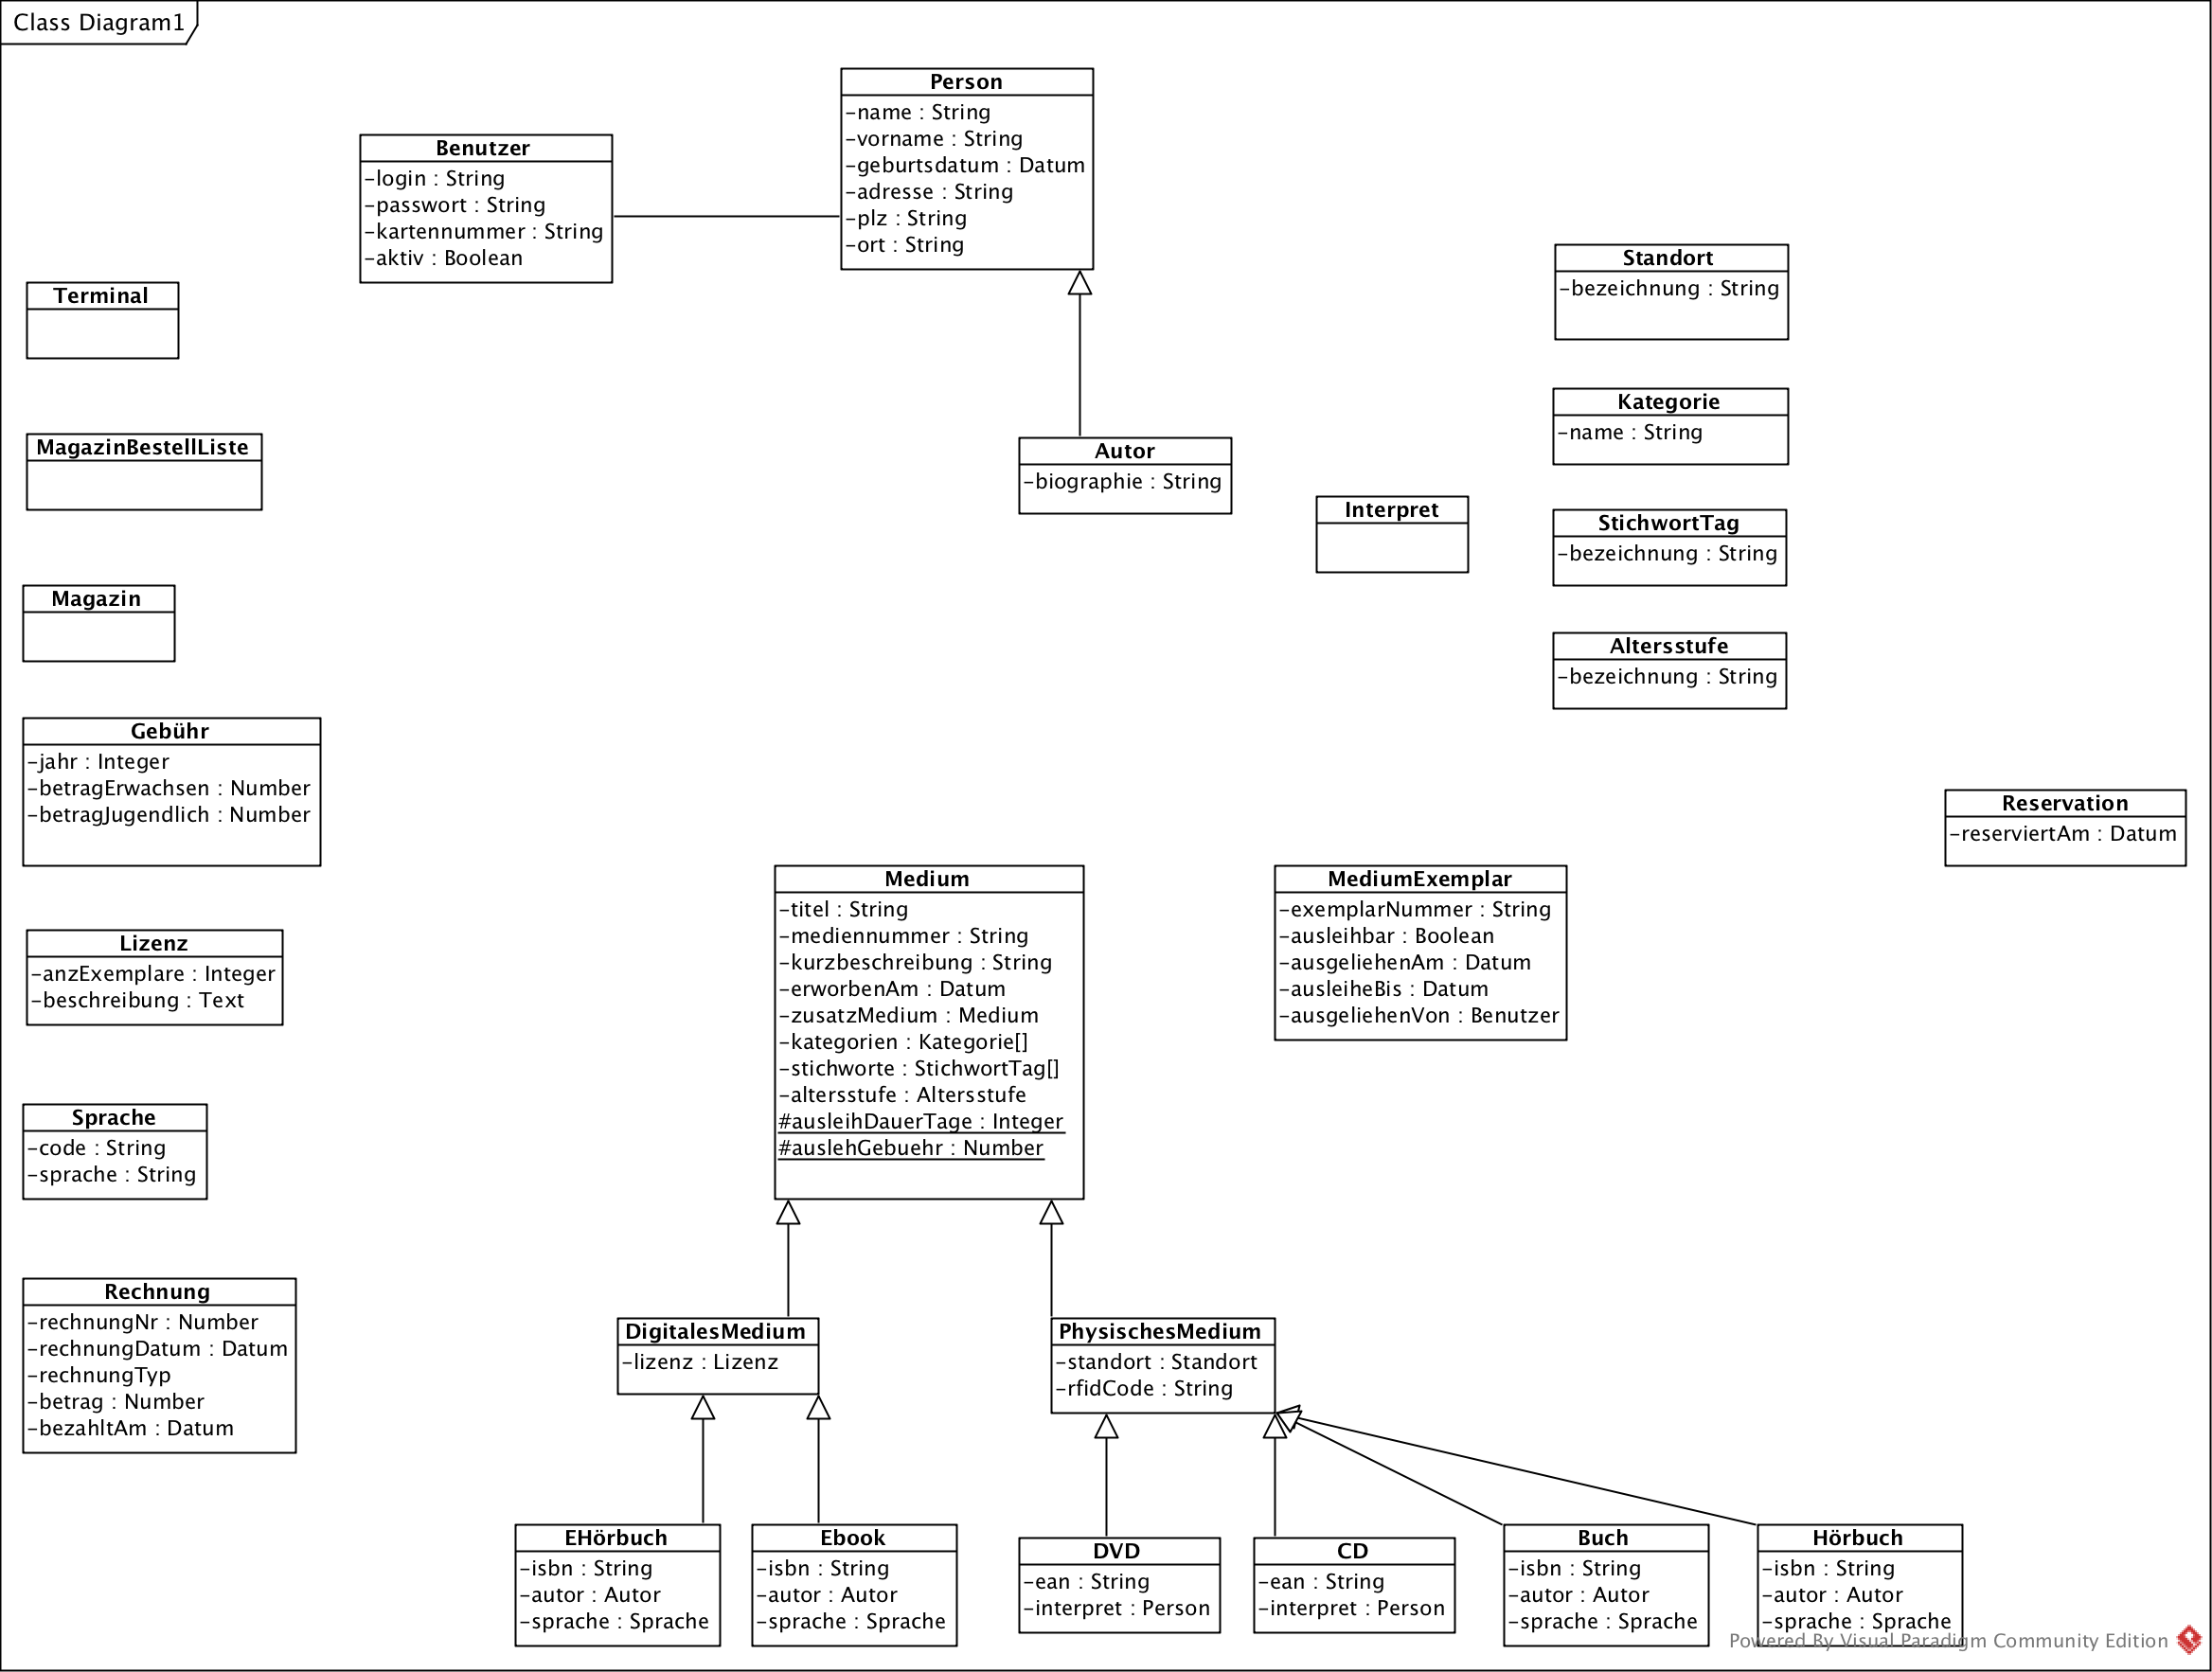 Class Diagram1
Person
-name : String
-vorname : String
-geburtsdatum : Datum
-adresse : String
-plz : String
-ort : String
Benutzer
-login : String
-passwort : String
-kartennummer : String
-aktiv : Boolean
Standort
-bezeichnung : String
Terminal
Kategorie
-name : String
MagazinBestellListe
Autor
-biographie : String
Interpret
StichwortTag
-bezeichnung : String
Magazin
Altersstufe
-bezeichnung : String
Gebühr
-jahr : Integer
-betragErwachsen : Number
-betragJugendlich : Number
Reservation
-reserviertAm : Datum
Medium
-titel : String
-mediennummer : String
-kurzbeschreibung : String
-erworbenAm : Datum
-zusatzMedium : Medium
-kategorien : Kategorie[]
-stichworte : StichwortTag[]
-altersstufe : Altersstufe
#ausleihDauerTage : Integer
#auslehGebuehr : Number
MediumExemplar
-exemplarNummer : String
-ausleihbar : Boolean
-ausgeliehenAm : Datum
-ausleiheBis : Datum
-ausgeliehenVon : Benutzer
Lizenz
-anzExemplare : Integer
-beschreibung : Text
Sprache
-code : String
-sprache : String
Rechnung
-rechnungNr : Number
-rechnungDatum : Datum
-rechnungTyp
-betrag : Number
-bezahltAm : Datum
DigitalesMedium
-lizenz : Lizenz
PhysischesMedium
-standort : Standort
-rfidCode : String
EHörbuch
-isbn : String
-autor : Autor
-sprache : Sprache
Ebook
-isbn : String
-autor : Autor
-sprache : Sprache
DVD
-ean : String
-interpret : Person
CD
-ean : String
-interpret : Person
Buch
-isbn : String
-autor : Autor
-sprache : Sprache
Hörbuch
-isbn : String
-autor : Autor
-sprache : Sprache
Powered By Visual Paradigm Community Edition